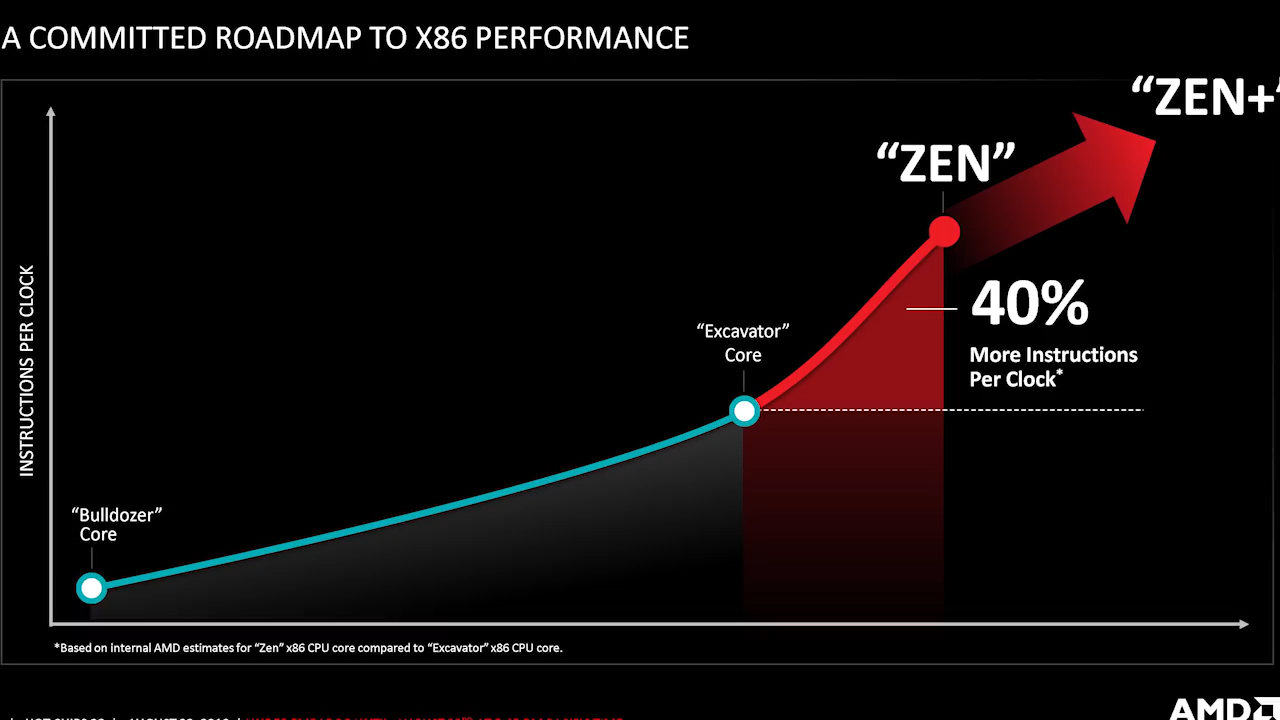 A COMMITTED ROADMAP TO X86 PERFORMANCE
“ZEN+”
“ZEN”
40%
More Instructions
Per Clock*
“Excavator”
Core
“Bulldozer”
Core
INSTRUCTIONS PER CLOCK
*Based on internal AMD estimates for “Zen” x86 CPU core compared to “Excavator” x86 CPU core.
AMD